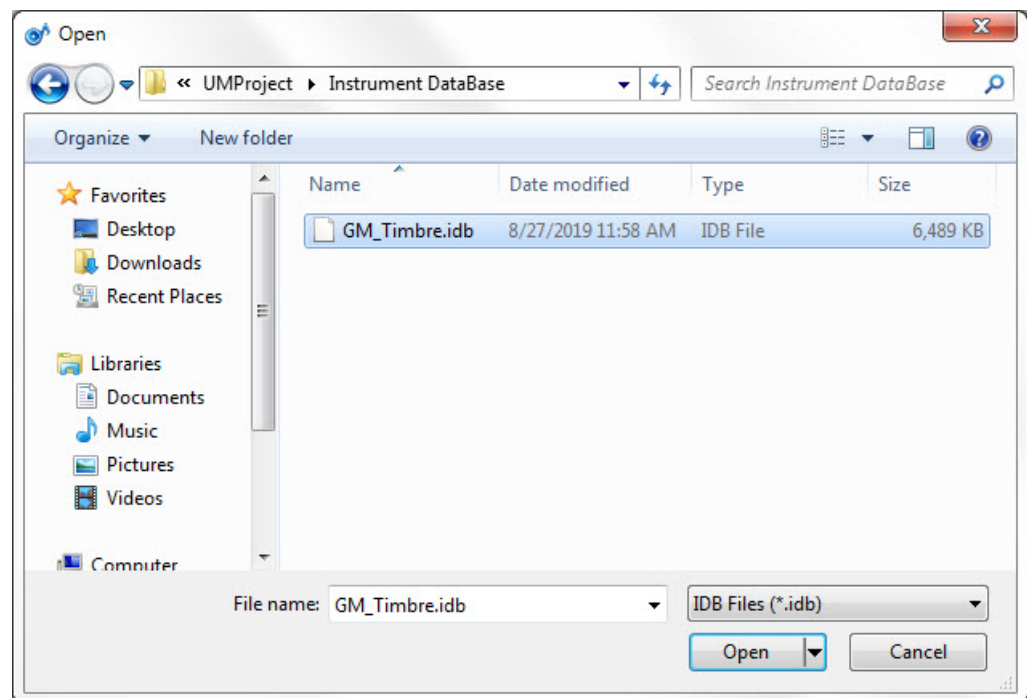 Open
« UMProject ▸ Instrument DataBase
Search Instrument DataBase
Organize
New folder
Name
Date modified
Type
Size
GM_Timbre.idb 8/27/2019 11:58 AM IDB File 6,489 KB
Favorites
Desktop
Downloads
Recent Places
Libraries
Documents
Music
Pictures
Videos
Computer
File name: GM_Timbre.idb
IDB Files (*.idb)
Open
Cancel